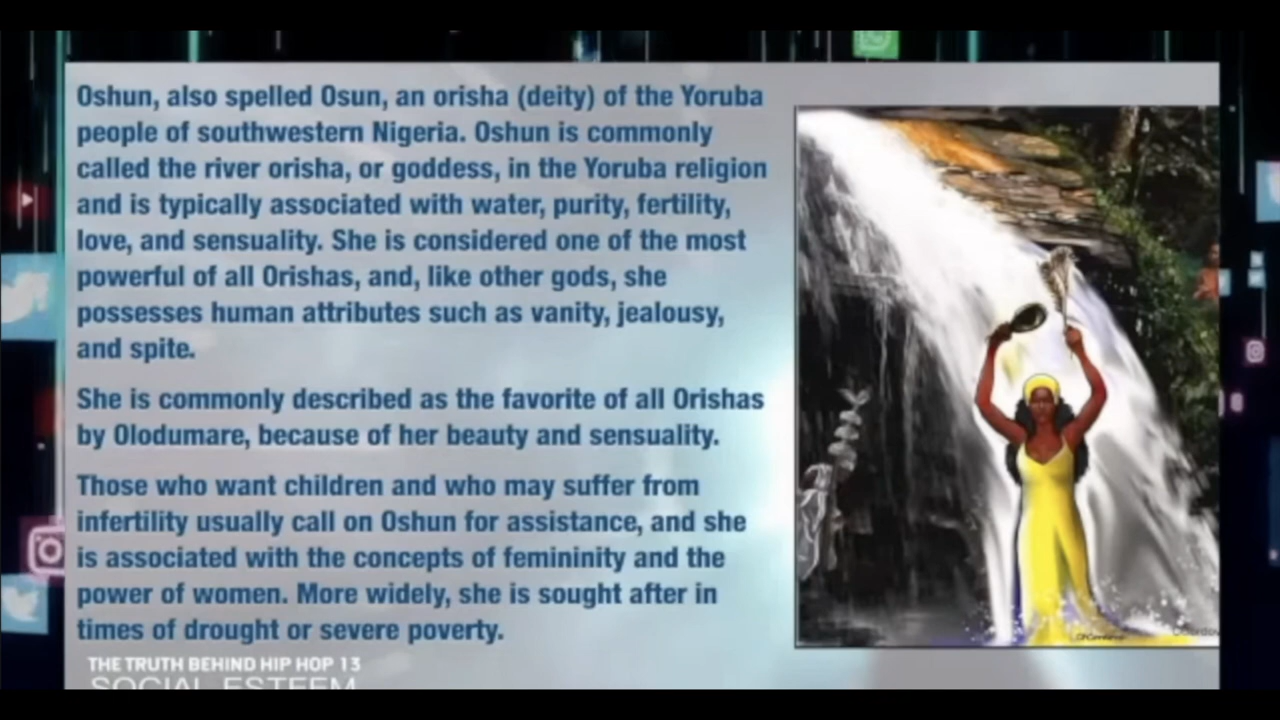 Oshun, also spelled Osun, an orisha (deity) of the Yoruba
people of southwestern Nigeria. Oshun is commonly
called the river orisha, or goddess, in the Yoruba religion
and is typically associated with water, purity, fertility,
love, and sensuality. She is considered one of the most
powerful of all Orishas, and, like other gods, she
possesses human attributes such as vanity, jealousy,
and spite.
She is commonly described as the favorite of all Orishas
by Olodumare, because of her beauty and sensuality.
Those who want children and who may suffer from
infertility usually call on Oshun for assistance, and she
is associated with the concepts of femininity and the
power of women. More widely, she is sought after in
times of drought or severe poverty.
THE TRUTH BEHIND HIP HOP 13
SOCIAL ESTEEM